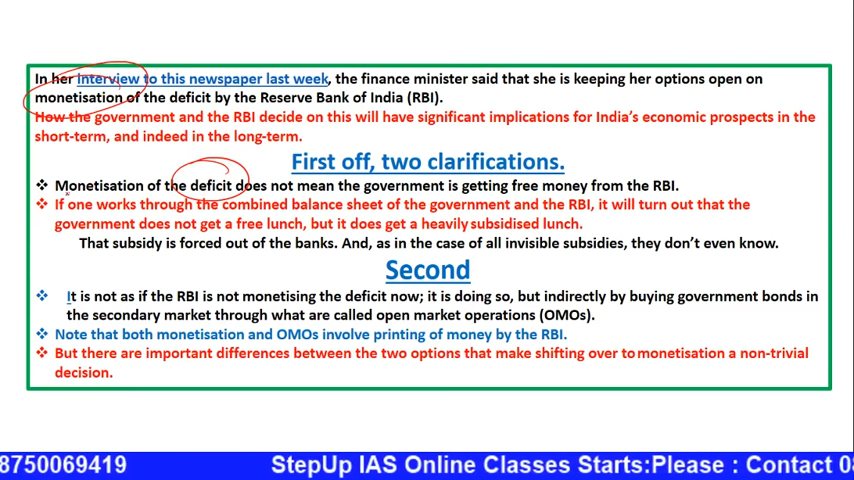 In her interview to this newspaper last week, the finance minister said that she is keeping her options open on
monetisation of the deficit by the Reserve Bank of India (RBI).
How the government and the RBI decide on this will have significant implications for India's economic prospects in the
short-term, and indeed in the long-term.
First off, two clarifications.
❖ Monetisation of the deficit does not mean the government is getting free money from the RBI.
❖ If one works through the combined balance sheet of the government and the RBI, it will turn out that the
government does not get a free lunch, but it does get a heavily subsidised lunch.
That subsidy is forced out of the banks. And, as in the case of all invisible subsidies, they don't even know.
Second
❖ It is not as if the RBI is not monetising the deficit now; it is doing so, but indirectly by buying government bonds in
the secondary market through what are called open market operations (OMOs).
❖ Note that both monetisation and OMOs involve printing of money by the RBI.
❖ But there are important differences between the two options that make shifting over to monetisation a non-trivial
decision.
8750069419 StepUp IAS Online Classes Starts:Please : Contact